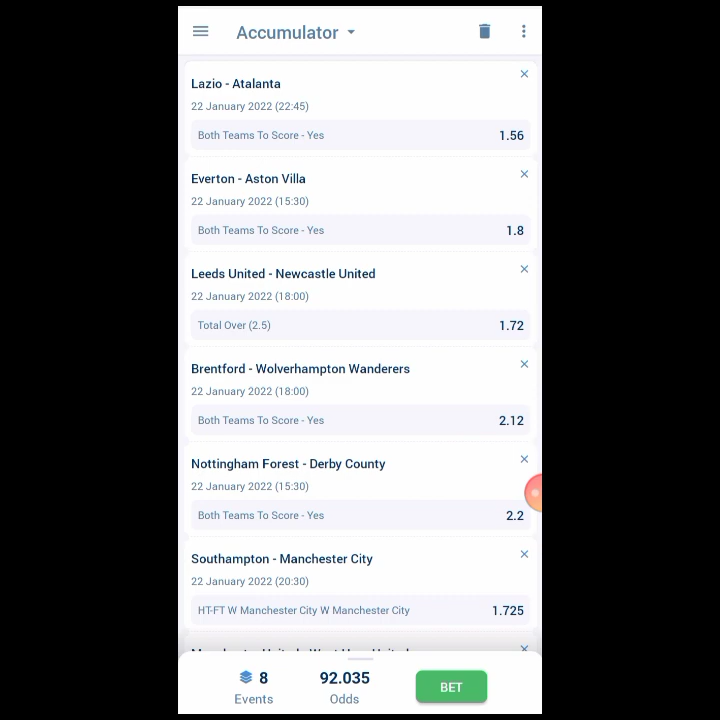 Accumulator
Lazio - Atalanta
22 January 2022 (22:45)
Both Teams To Score - Yes 1.56
Everton - Aston Villa
22 January 2022 (15:30)
Both Teams To Score - Yes 1.8
Leeds United - Newcastle United
22 January 2022 (18:00)
Total Over (2.5) 1.72
Brentford - Wolverhampton Wanderers
22 January 2022 (18:00)
Both Teams To Score - Yes 2.12
Nottingham Forest - Derby County
22 January 2022 (15:30)
Both Teams To Score - Yes 2.2
Southampton - Manchester City
22 January 2022 (20:30)
HT-FT W Manchester City W Manchester City 1.725
8 92.035 BET
Events Odds